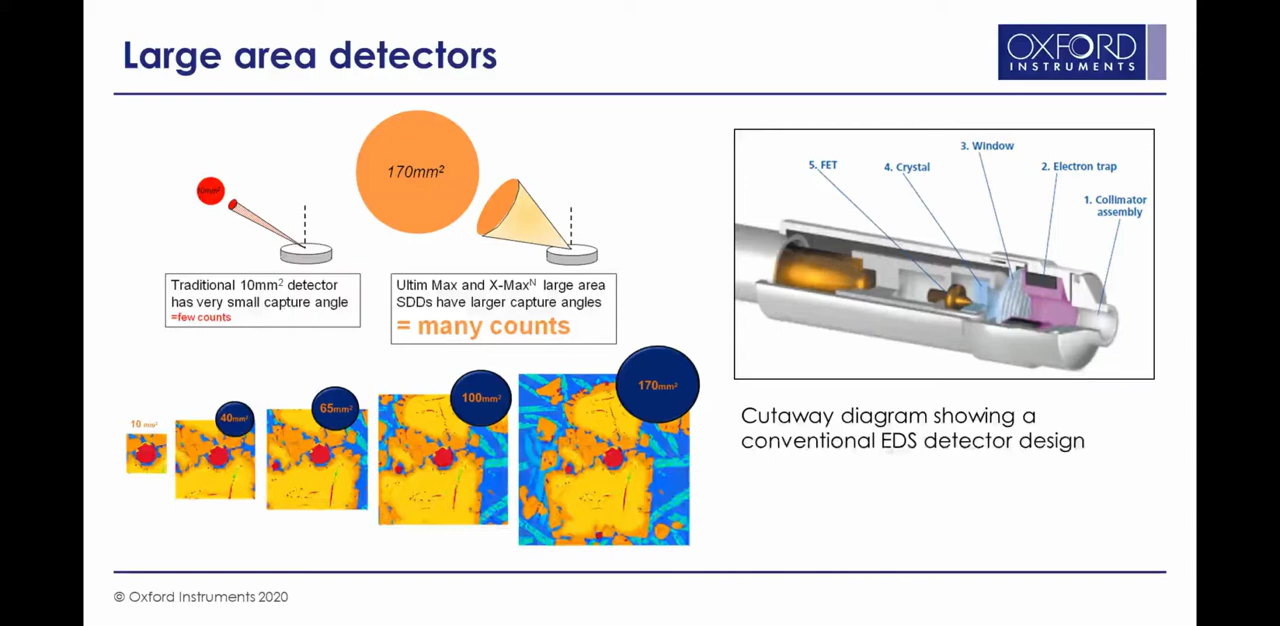 Large area detectors
OXFORD
INSTRUMENTS
10mm²
170mm²
Traditional 10mm² detector
has very small capture angle
=few counts
Ultim Max and X-Maxᴺ large area
SDDs have larger capture angles
= many counts
5. FET
4. Crystal
3. Window
2. Electron trap
1. Collimator
assembly
10 mm²
40mm²
65mm²
100mm²
170mm²
Cutaway diagram showing a
conventional EDS detector design
© Oxford Instruments 2020